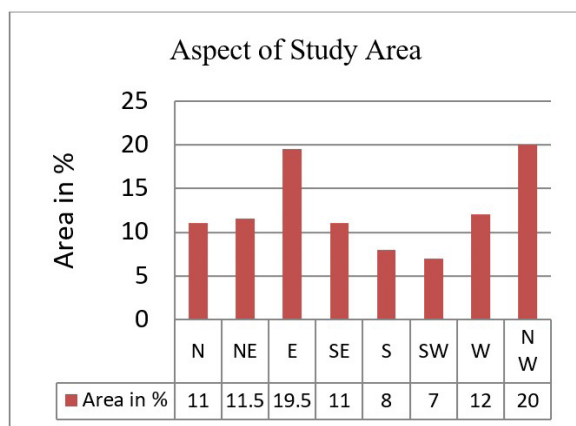 Aspect of Study Area
Area in %
25
20
15
10
5
0
N NE E SE S SW W N
W
Area in % 11 11.5 19.5 11 8 7 12 20